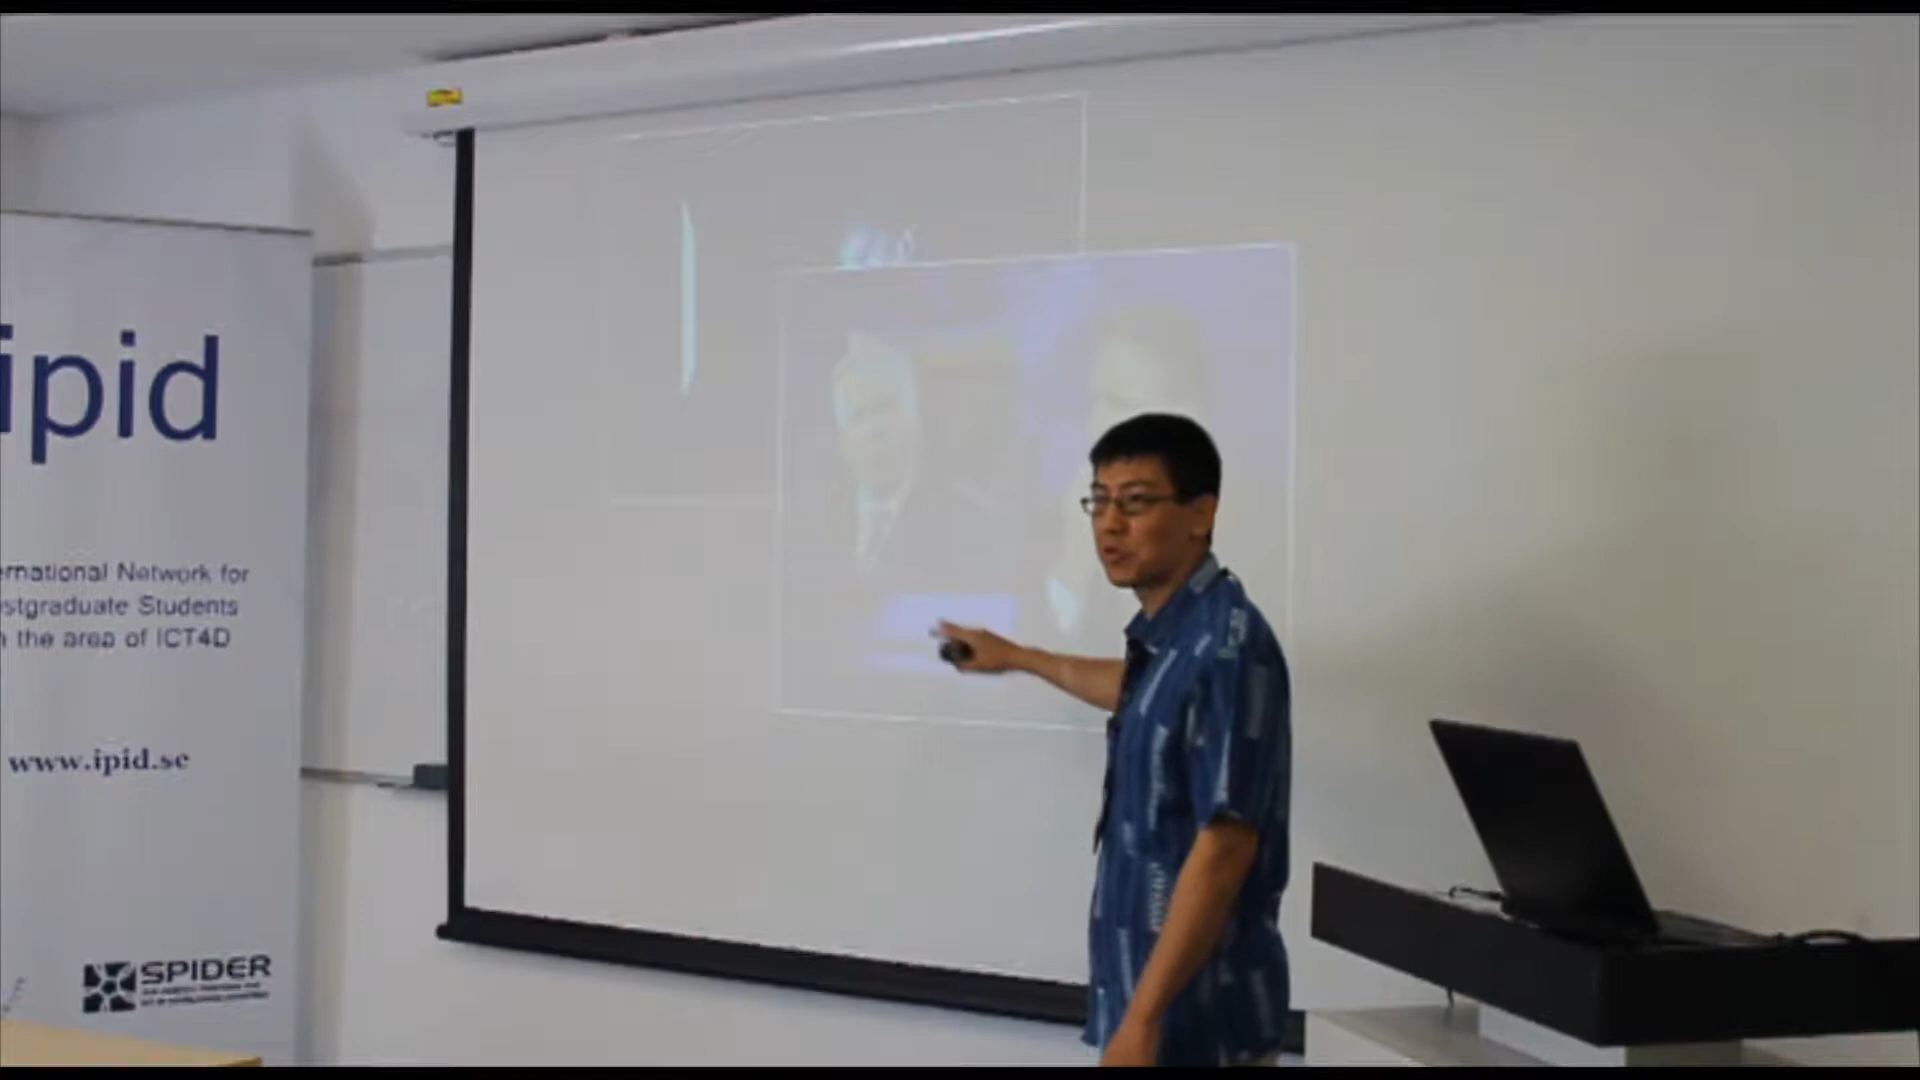 ipid
ernational Network for
stgraduate Students
n the area of ICT4D
www.ipid.se
SPIDER